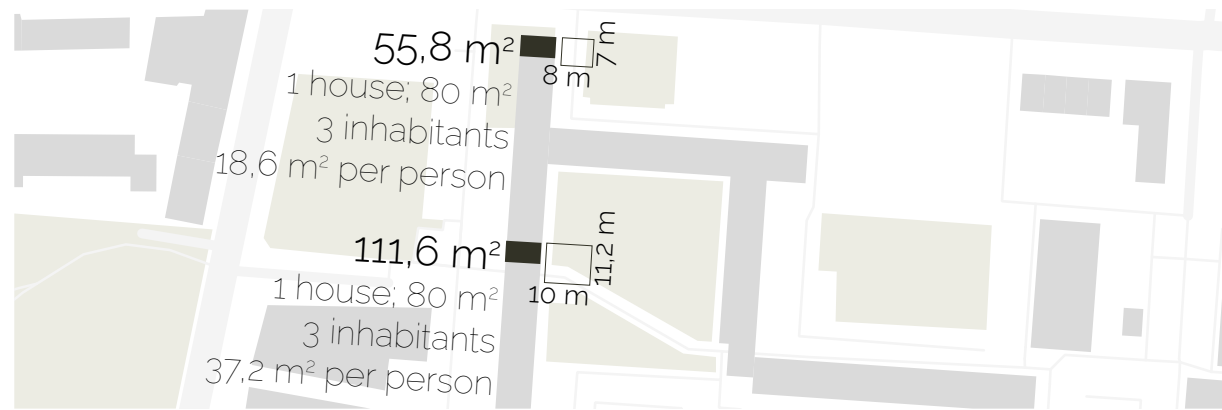 55,8 m²
7 m
8 m
1 house; 80 m²
3 inhabitants
18,6 m² per person
111,6 m²
11,2 m
10 m
1 house; 80 m²
3 inhabitants
37,2 m² per person